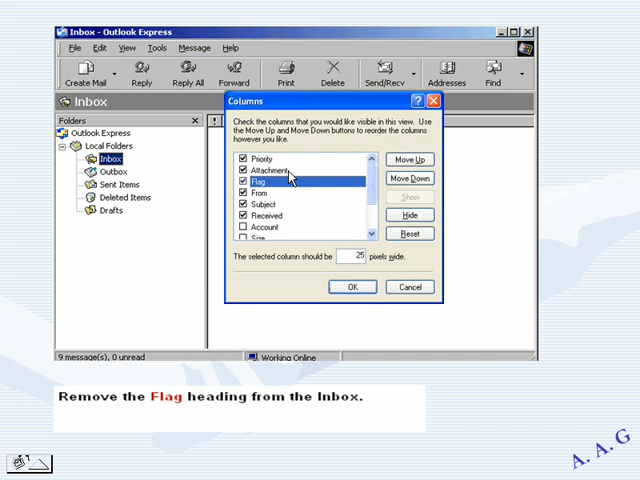 Inbox - Outlook Express
File Edit View Tools Message Help
Create Mail Reply Reply All Forward Print Delete Send/Recv Addresses Find
Inbox
Folders
Outlook Express
Local Folders
Inbox
Outbox
Sent Items
Deleted Items
Drafts
!
Columns
Check the columns that you would like visible in this view. Use
the Move Up and Move Down buttons to reorder the columns
however you like.
Priority
Attachment
Flag
From
Subject
Received
Account
Size
Move Up
Move Down
Show
Hide
Reset
The selected column should be 25 pixels wide.
OK Cancel
9 message(s), 0 unread Working Online
Remove the Flag heading from the Inbox.
A. A. G